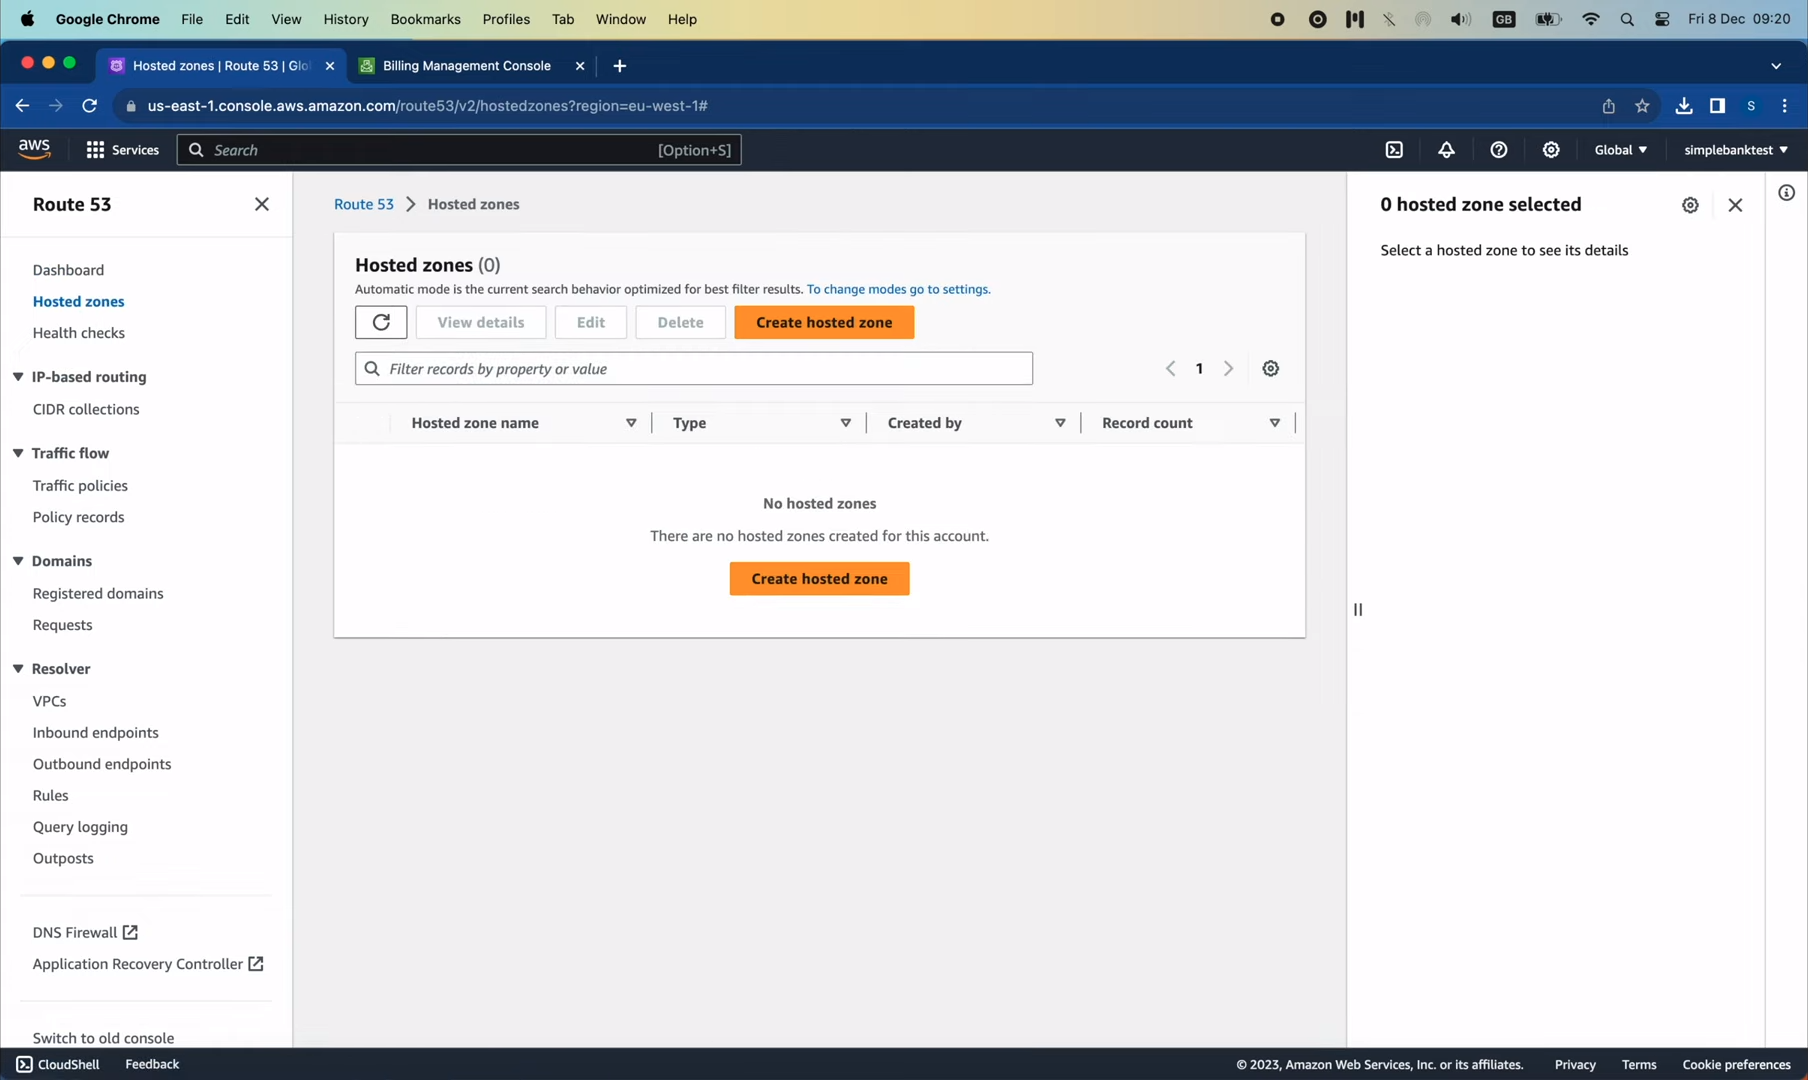 Google Chrome File Edit View History Bookmarks Profiles Tab Window Help GB Fri 8 Dec 09:20
Hosted zones | Route 53 | Glo Billing Management Console
us-east-1.console.aws.amazon.com/route53/v2/hostedzones?region=eu-west-1# S
aws Services Search [Option+S] Global simplebanktest
Route 53
Dashboard
Hosted zones
Health checks
IP-based routing
CIDR collections
Traffic flow
Traffic policies
Policy records
Domains
Registered domains
Requests
Resolver
VPCs
Inbound endpoints
Outbound endpoints
Rules
Query logging
Outposts
DNS Firewall
Application Recovery Controller
Switch to old console
Route 53 Hosted zones
Hosted zones (0)
Automatic mode is the current search behavior optimized for best filter results. To change modes go to settings.
View details Edit Delete Create hosted zone
Filter records by property or value 1
Hosted zone name Type Created by Record count
No hosted zones
There are no hosted zones created for this account.
Create hosted zone
0 hosted zone selected
Select a hosted zone to see its details
CloudShell Feedback © 2023, Amazon Web Services, Inc. or its affiliates. Privacy Terms Cookie preferences